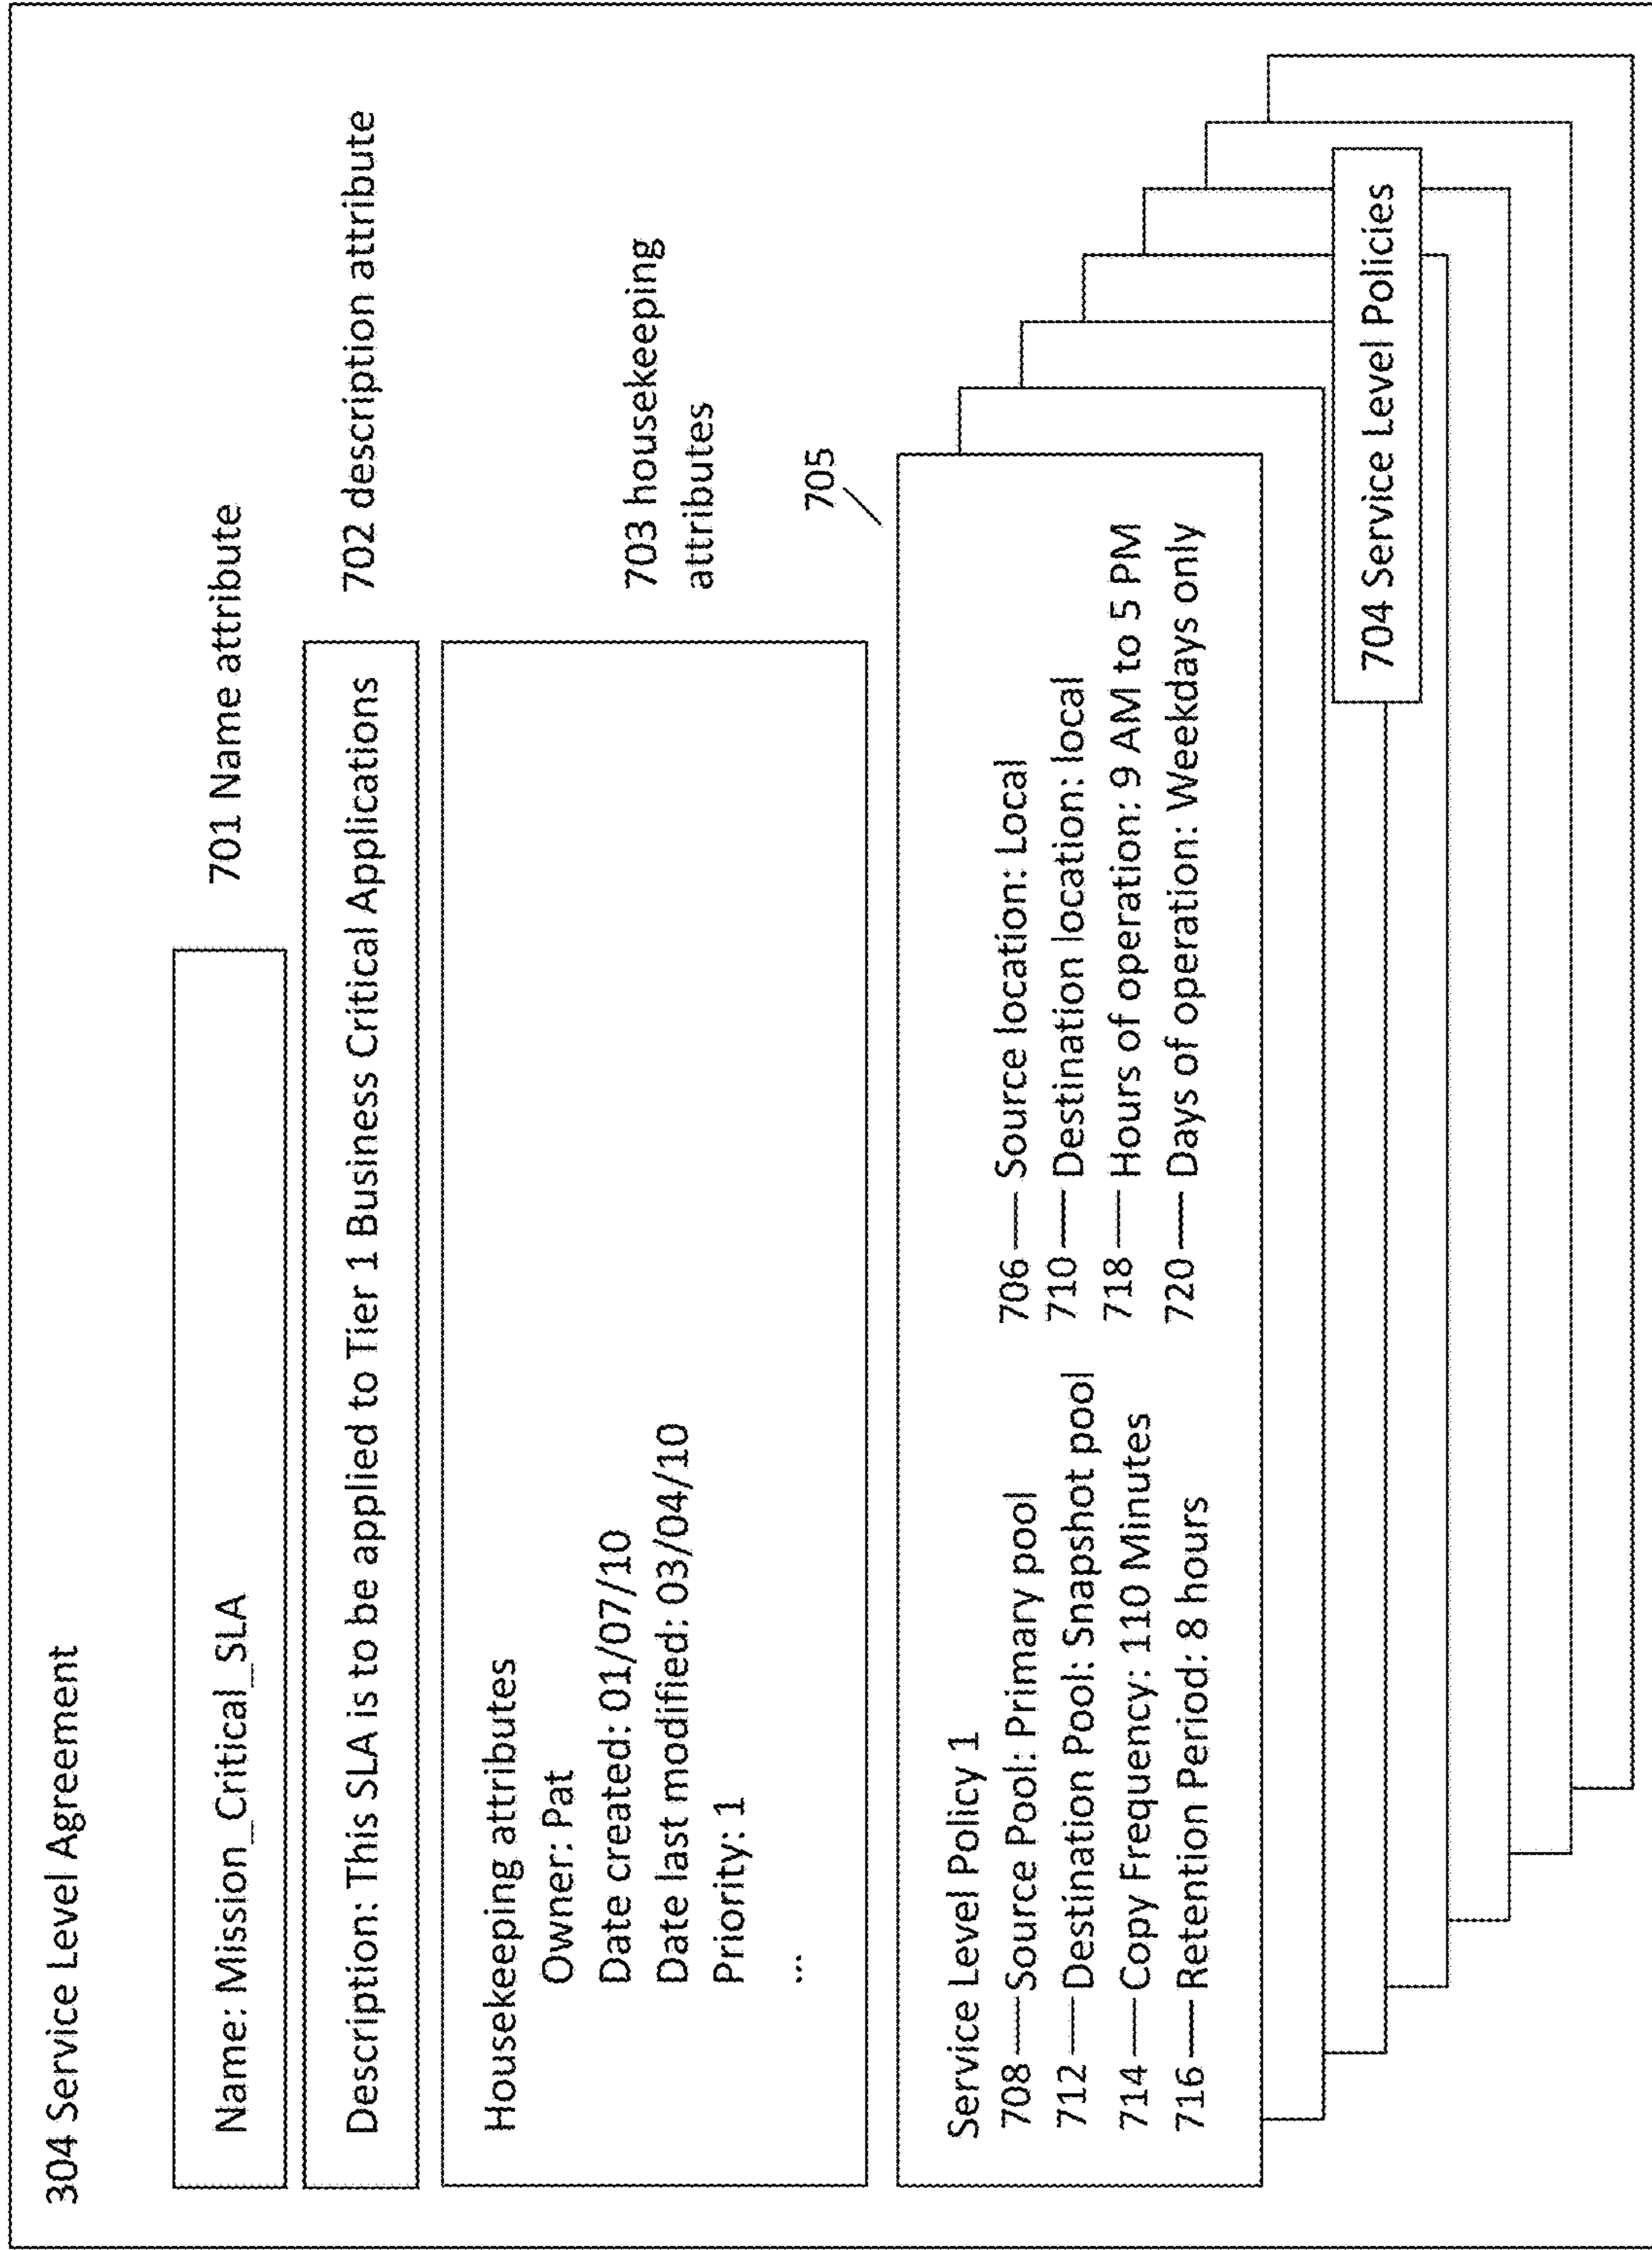 304 Service Level Agreement
Name: Mission_Critical_SLA
701 Name attribute
Description: This SLA is to be applied to Tier 1 Business Critical Applications
702 description attribute
Housekeeping attributes
Owner: Pat
Date created: 01/07/10
Date last modified: 03/04/10
Priority: 1
...
703 housekeeping
attributes
705
Service Level Policy 1
708 Source Pool: Primary pool
712 Destination Pool: Snapshot pool
714 Copy Frequency: 110 Minutes
716 Retention Period: 8 hours
706 Source location: Local
710 Destination location: local
718 Hours of operation: 9 AM to 5 PM
720 Days of operation: Weekdays only
704 Service Level Policies